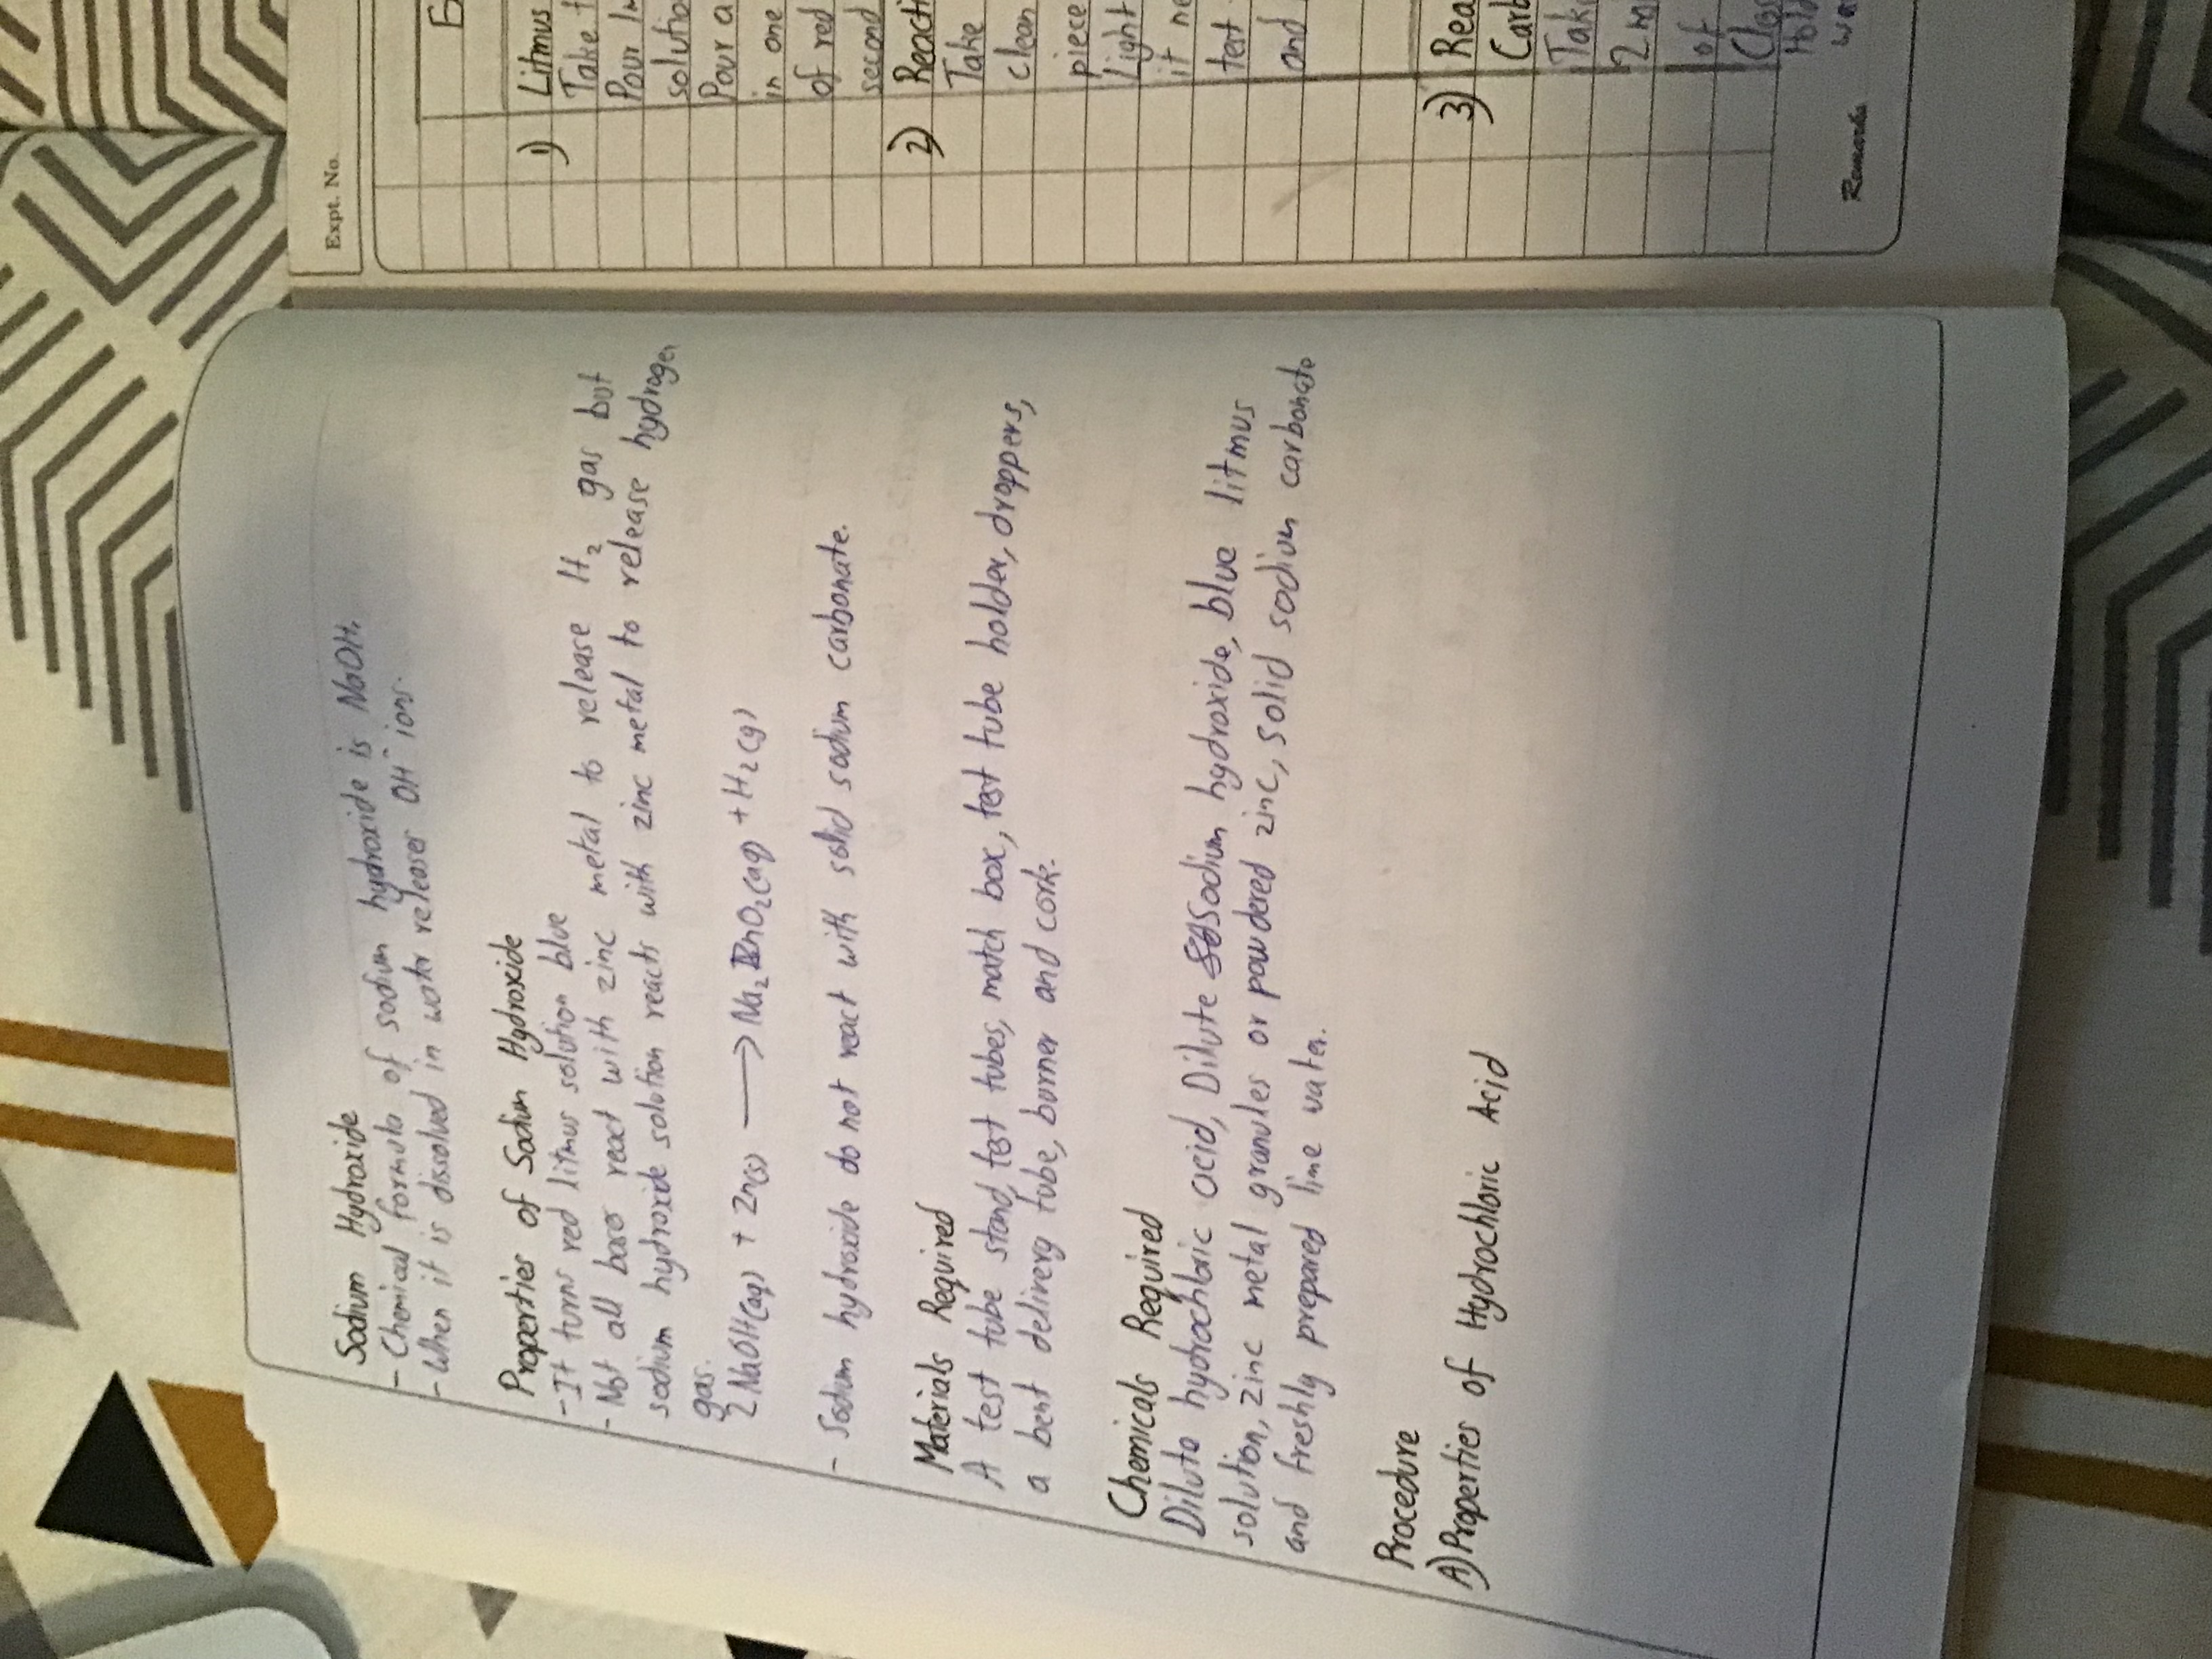 Sodium Hydroxide
- Chemical formula of sodium hydroxide is NaOH.
- When it is dissolved in water releases OH⁻ ions.
Properties of Sodium Hydroxide
- It turns red litmus solution blue
- Not all bases react with zinc metal to release H₂ gas but
sodium hydroxide solution reacts with zinc metal to release hydrogen
gas.
2NaOH(aq) + Zn(s) ⟶ Na₂ZnO₂(aq) + H₂(g)
- Sodium hydroxide do not react with solid sodium carbonate.
Materials Required
A test tube stand, test tubes, match box, test tube holder, droppers,
a bent delivery tube, burner and cork.
Chemicals Required
Dilute hydrochloric acid, Dilute Sodium hydroxide, blue litmus
solution, zinc metal granules or powdered zinc, solid sodium carbonate
and freshly prepared lime water.
Procedure
A) Properties of Hydrochloric Acid
Expt. No.
E
1) Litmus
Take t
Pour 1m
solutio
Pour a
in one
of red
second
2) Reacti
Take
clean
piece
Light
it ne
test
and
3) Rea
Carb
Take
2 m
of
Clos
Hold
wa
Remarks